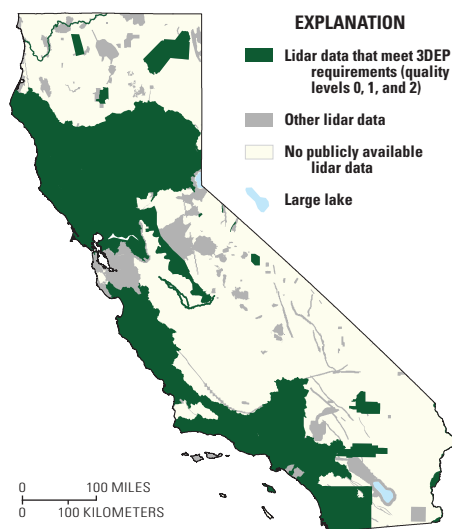 EXPLANATION
Lidar data that meet 3DEP
requirements (quality
levels 0, 1, and 2)
Other lidar data
No publicly available
lidar data
Large lake
0 100 MILES
0 100 KILOMETERS